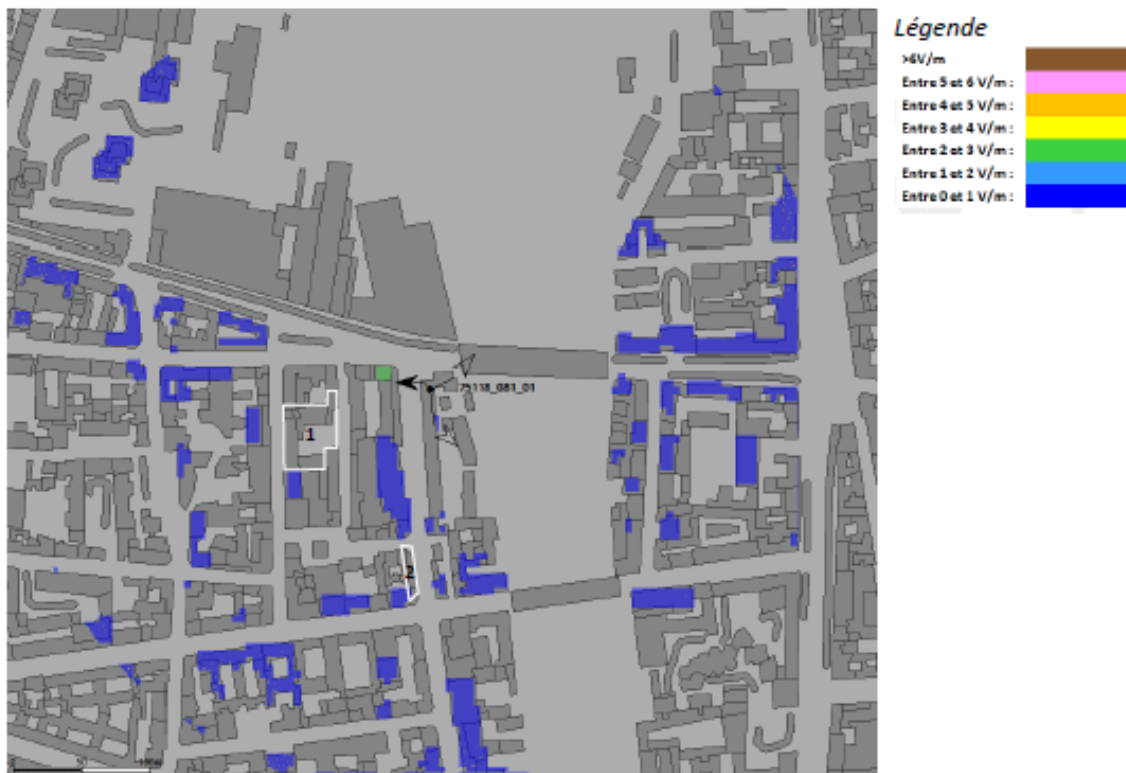 Légende
>6V/m
Entre 5 et 6 V/m :
Entre 4 et 5 V/m :
Entre 3 et 4 V/m :
Entre 2 et 3 V/m :
Entre 1 et 2 V/m :
Entre 0 et 1 V/m :
75118_081_01
1
2